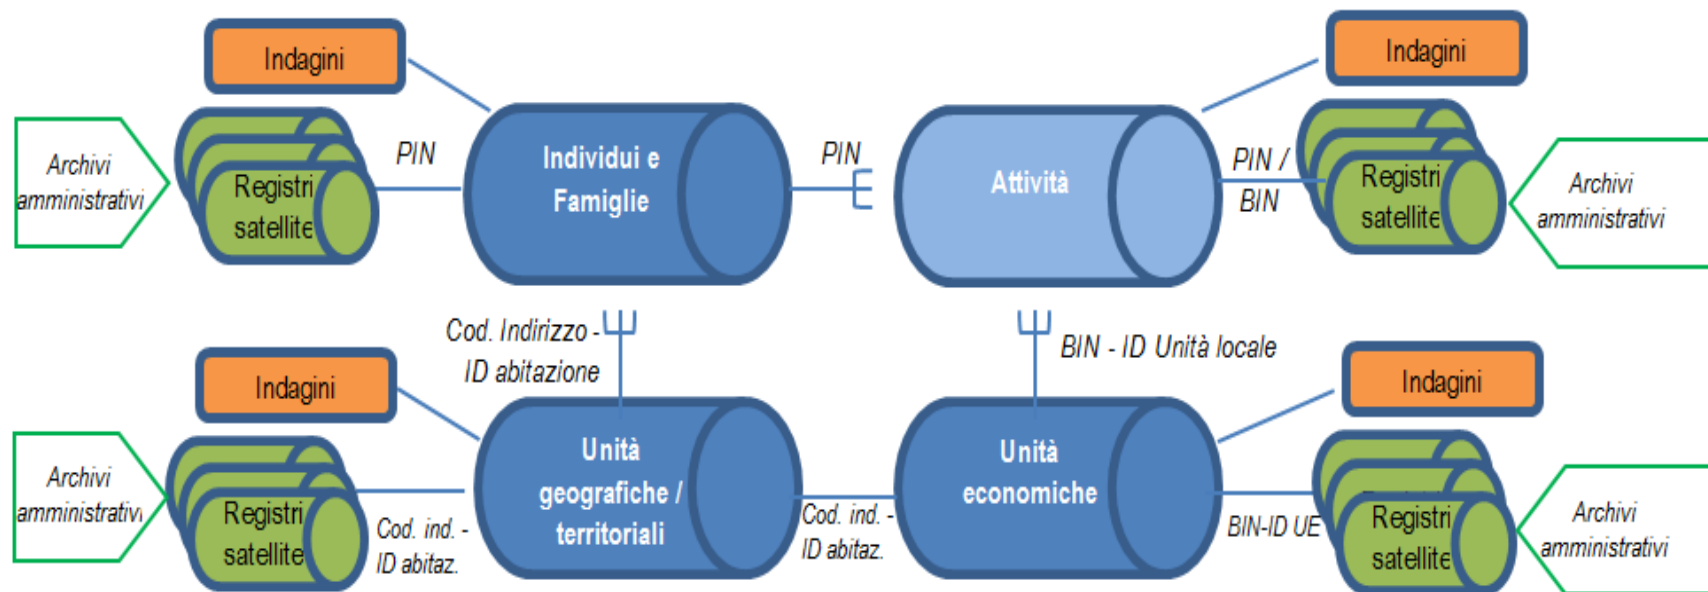 Indagini
Indagini
Archivi
amministrativi
Registri
satellite
PIN
Individui e
Famiglie
PIN
Attività
PIN /
BIN
Registri
satellite
Archivi
amministrativi
Cod. Indirizzo -
ID abitazione
BIN - ID Unità locale
Indagini
Indagini
Archivi
amministrativi
Registri
satellite
Cod. ind. -
ID abitaz.
Unità
geografiche /
territoriali
Cod. ind. -
ID abitaz.
Unità
economiche
BIN-ID UE
Registri
satellite
Archivi
amministrativi